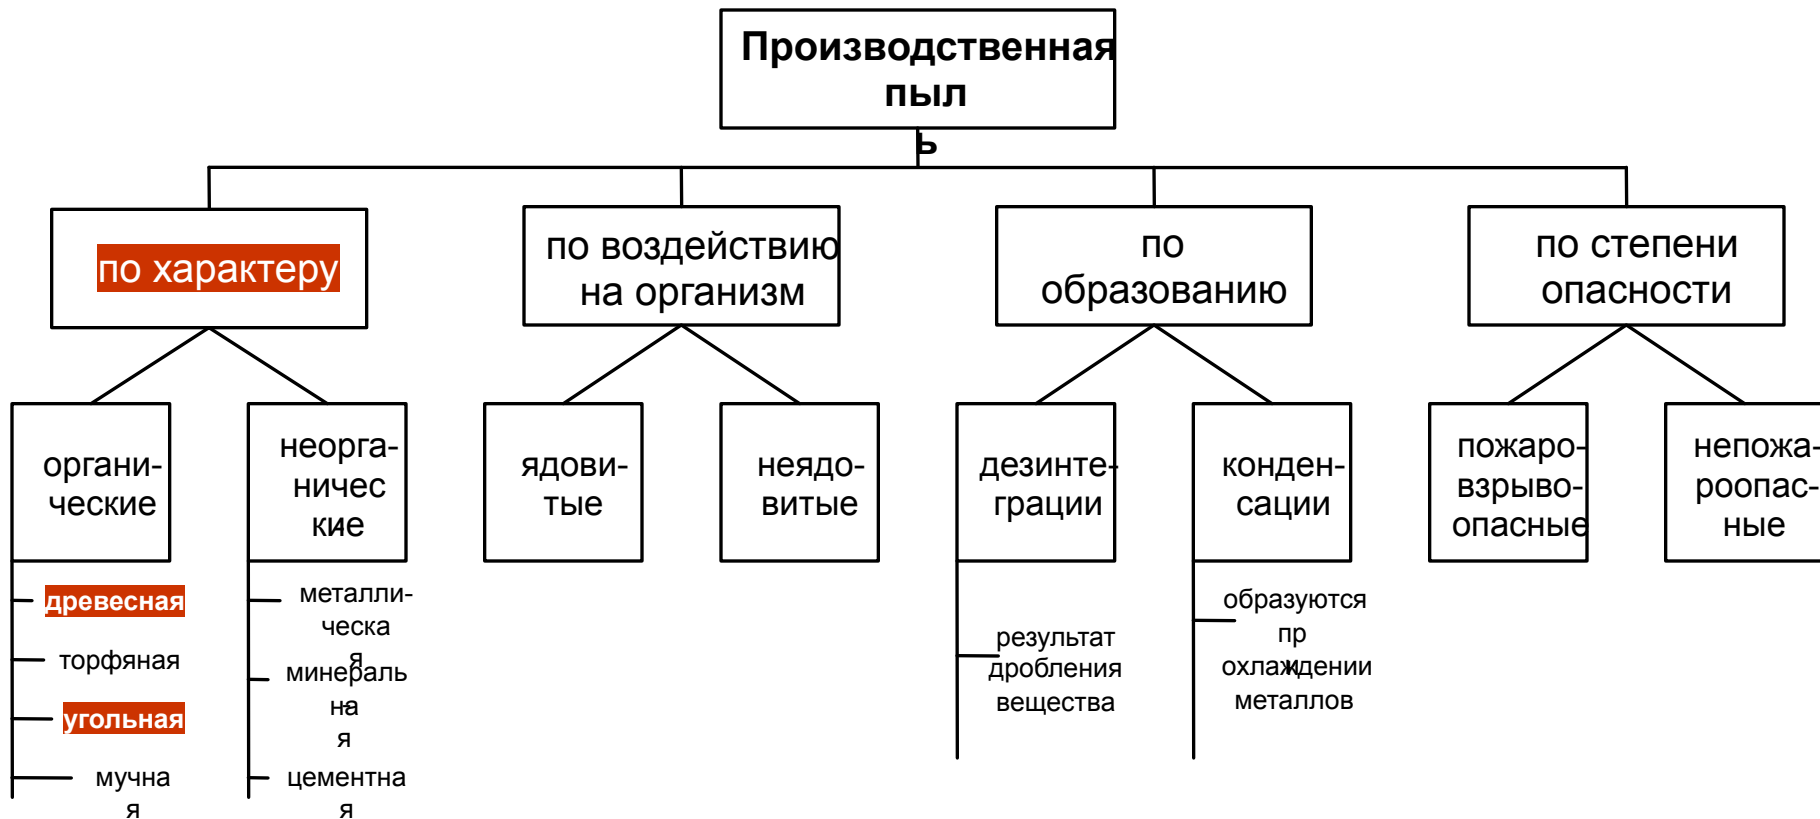 Производственная
пыл
ь
по характеру
по воздействию
на организм
по
образованию
по степени
опасности
органи-
ческие
неорга-
ничес
кие
ядови-
тые
неядо-
витые
дезинте-
грации
конден-
сации
пожаро-
взрыво-
опасные
непожа-
роопас-
ные
древесная
торфяная
угольная
мучна
я
металли-
ческа
я
минераль
-
на
я
цементна
я
результат
дробления
вещества
образуются
пр
и
охлаждении
металлов